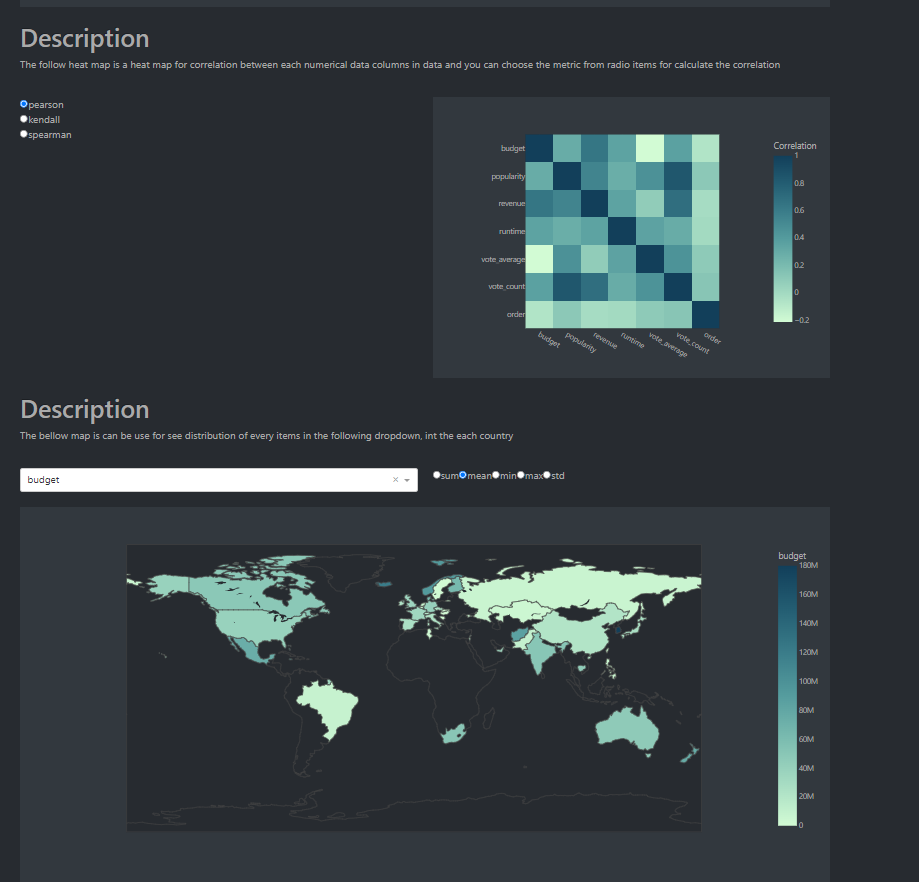 Description
The follow heat map is a heat map for correlation between each numerical data columns in data and you can choose the metric from radio items for calculate the correlation
pearson
kendall
spearman
Correlation
budget
popularity
revenue
runtime
vote_average
vote_count
order
budget
popularity
revenue
runtime
vote_average
vote_count
order
1
0.8
0.6
0.4
0.2
0
−0.2
Description
The bellow map is can be use for see distribution of every items in the following dropdown, int the each country
budget × 
sum mean min max std
budget
180M
160M
140M
120M
100M
80M
60M
40M
20M
0